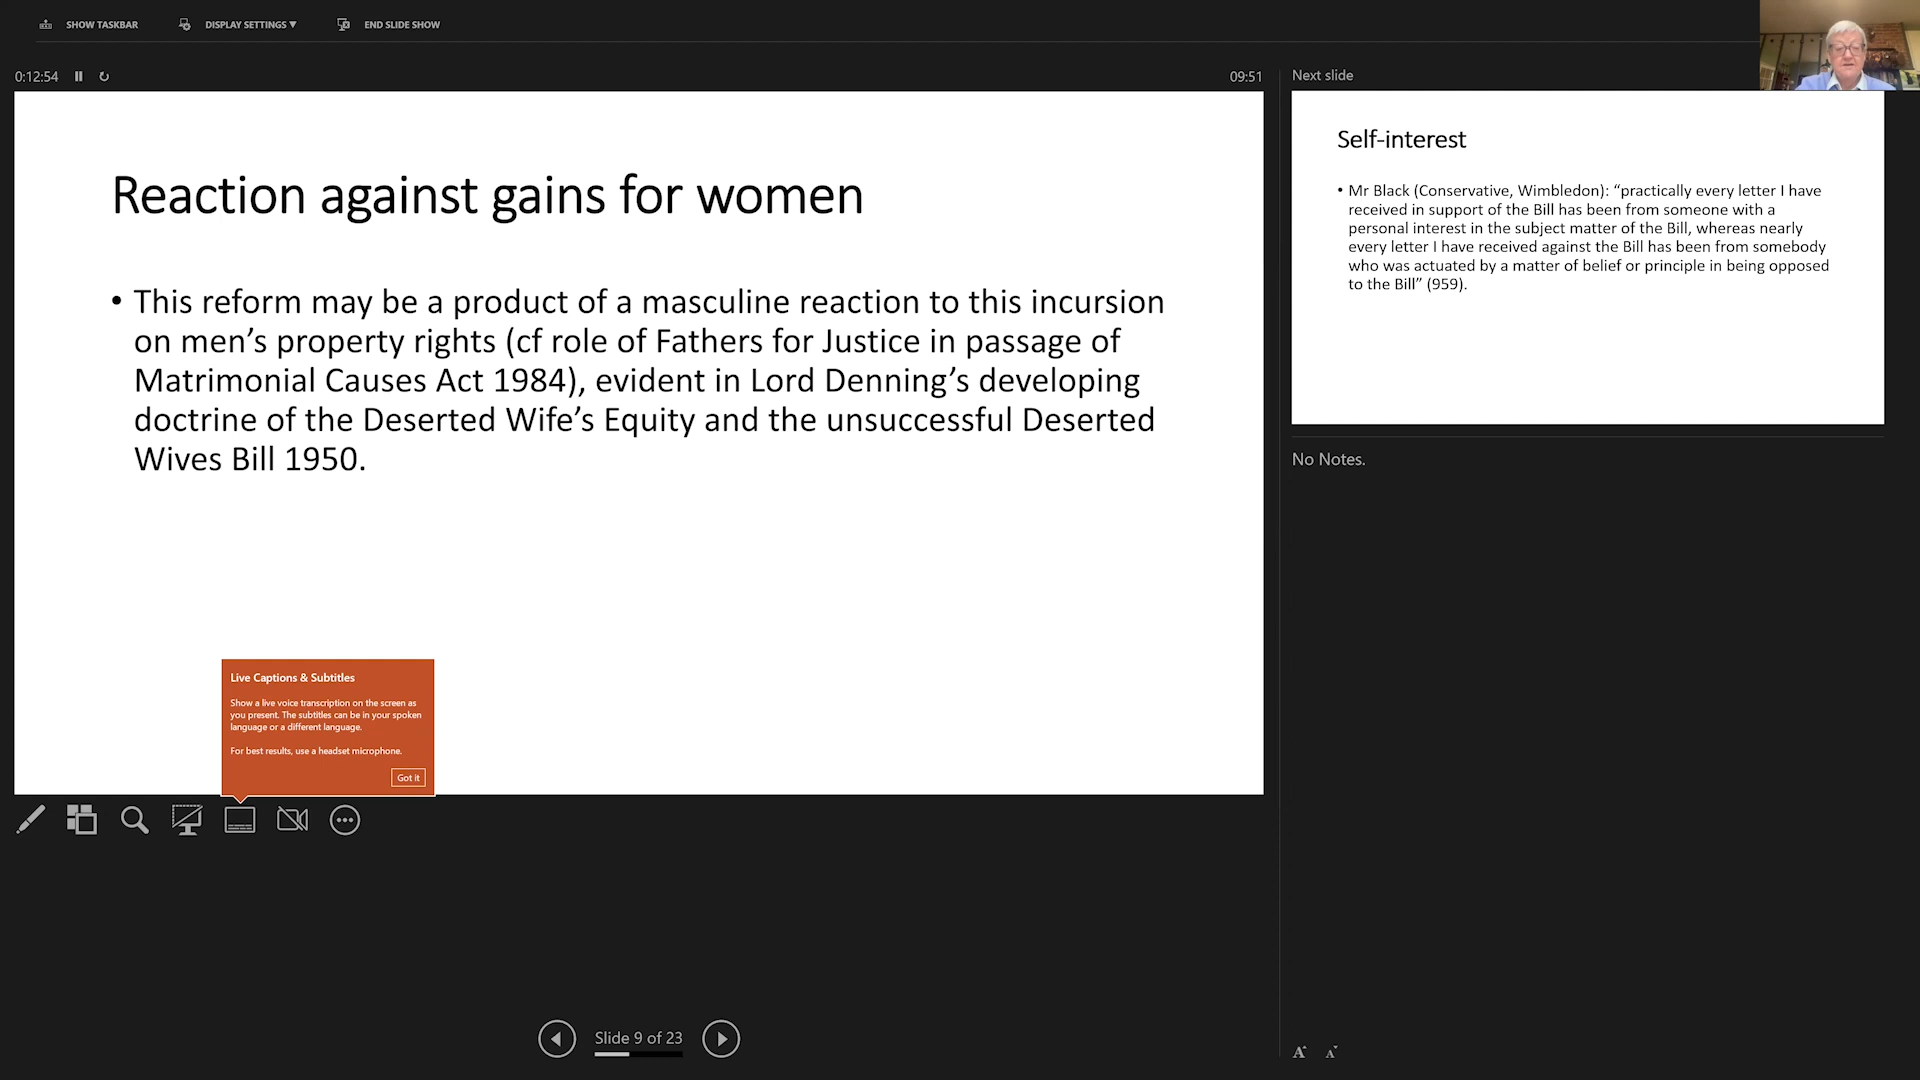 SHOW TASKBAR
DISPLAY SETTINGS ▼
END SLIDE SHOW
0:12:54
09:51
Reaction against gains for women
• This reform may be a product of a masculine reaction to this incursion
on men’s property rights (cf role of Fathers for Justice in passage of
Matrimonial Causes Act 1984), evident in Lord Denning’s developing
doctrine of the Deserted Wife’s Equity and the unsuccessful Deserted
Wives Bill 1950.
Live Captions & Subtitles
Show a live voice transcription on the screen as
you present. The subtitles can be in your spoken
language or a different language.
For best results, use a headset microphone.
Got it
Slide 9 of 23
Next slide
Self-interest
• Mr Black (Conservative, Wimbledon): “practically every letter I have
received in support of the Bill has been from someone with a
personal interest in the subject matter of the Bill, whereas nearly
every letter I have received against the Bill has been from somebody
who was actuated by a matter of belief or principle in being opposed
to the Bill” (959).
No Notes.
A A